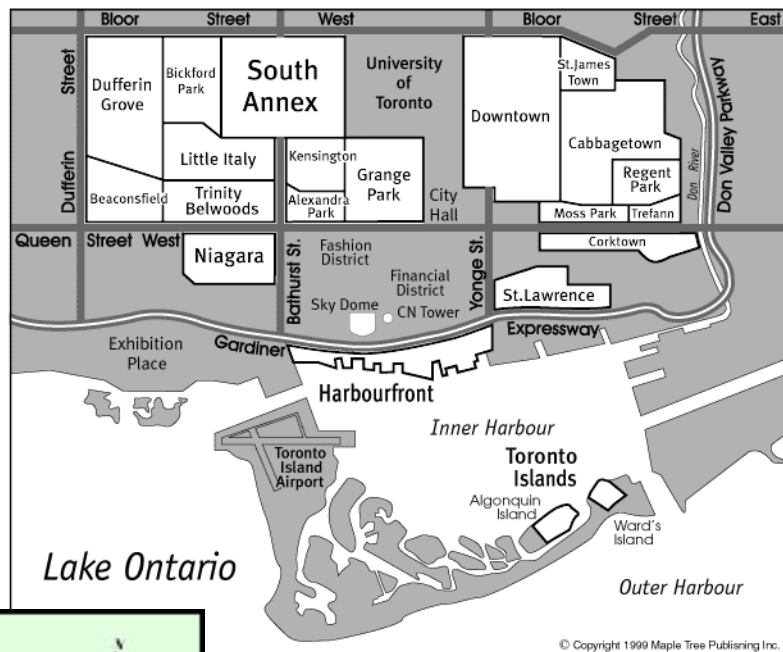 Bloor Street West Bloor Street East
Dufferin Street
Dufferin
Grove
Bickford
Park
South
Annex
University
of
Toronto
Downtown
St.James
Town
Cabbagetown
Regent
Park
Don River
Don Valley Parkway
Little Italy
Kensington
Grange
Park
Beaconsfield
Trinity
Belwoods
Alexandra
Park
City
Hall
Moss Park
Trefann
Queen Street West
Niagara
Bathurst St.
Fashion
District
Financial
District
Sky Dome
CN Tower
Yonge St.
Corktown
St.Lawrence
Exhibition
Place
Gardiner Expressway
Harbourfront
Inner Harbour
Toronto
Island
Airport
Toronto
Islands
Algonquin
Island
Ward's
Island
Lake Ontario
Outer Harbour
© Copyright 1999 Maple Tree Publisning Inc.